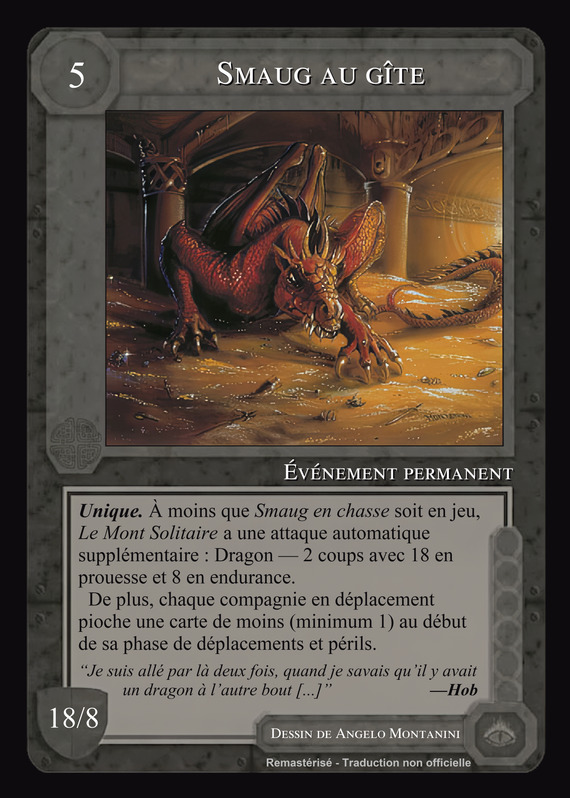 5
Smaug au gîte
Événement permanent
Unique. À moins que Smaug en chasse soit en jeu,
Le Mont Solitaire a une attaque automatique
supplémentaire : Dragon — 2 coups avec 18 en
prouesse et 8 en endurance.
De plus, chaque compagnie en déplacement
pioche une carte de moins (minimum 1) au début
de sa phase de déplacements et périls.
“Je suis allé par là deux fois, quand je savais qu’il y avait
un dragon à l’autre bout [...]” —Hob
18/8
Dessin de Angelo Montanini
Remastérisé - Traduction non officielle